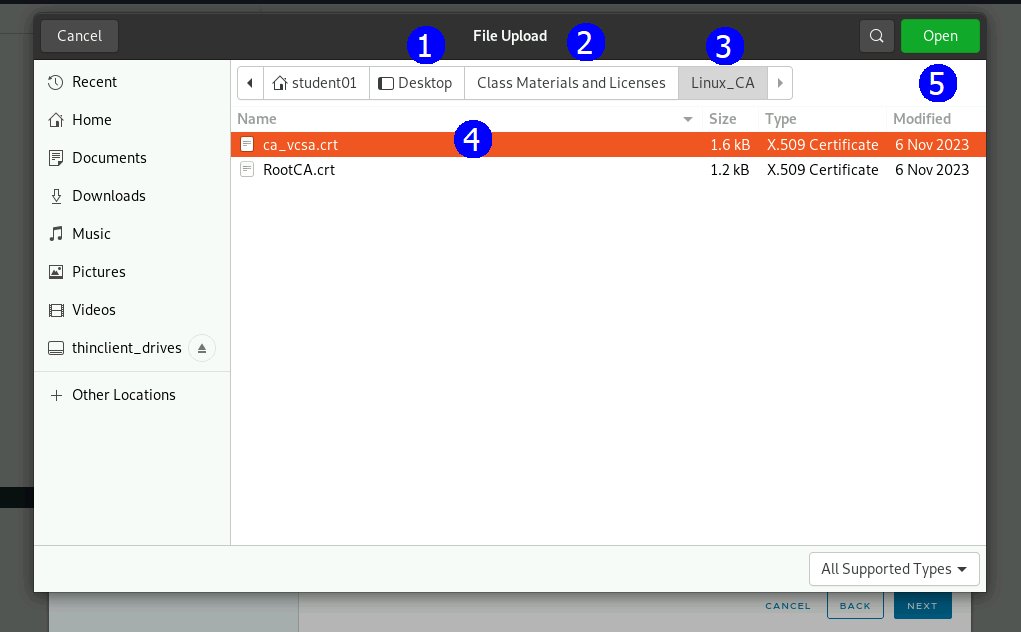 Cancel
File Upload
Open
1
2
3
5
student01
Desktop
Class Materials and Licenses
Linux_CA
Recent
Home
Documents
Downloads
Music
Pictures
Videos
thinclient_drives
Other Locations
Name Size Type Modified
4
ca_vcsa.crt 1.6 kB X.509 Certificate 6 Nov 2023
RootCA.crt 1.2 kB X.509 Certificate 6 Nov 2023
All Supported Types
CANCEL
BACK
NEXT